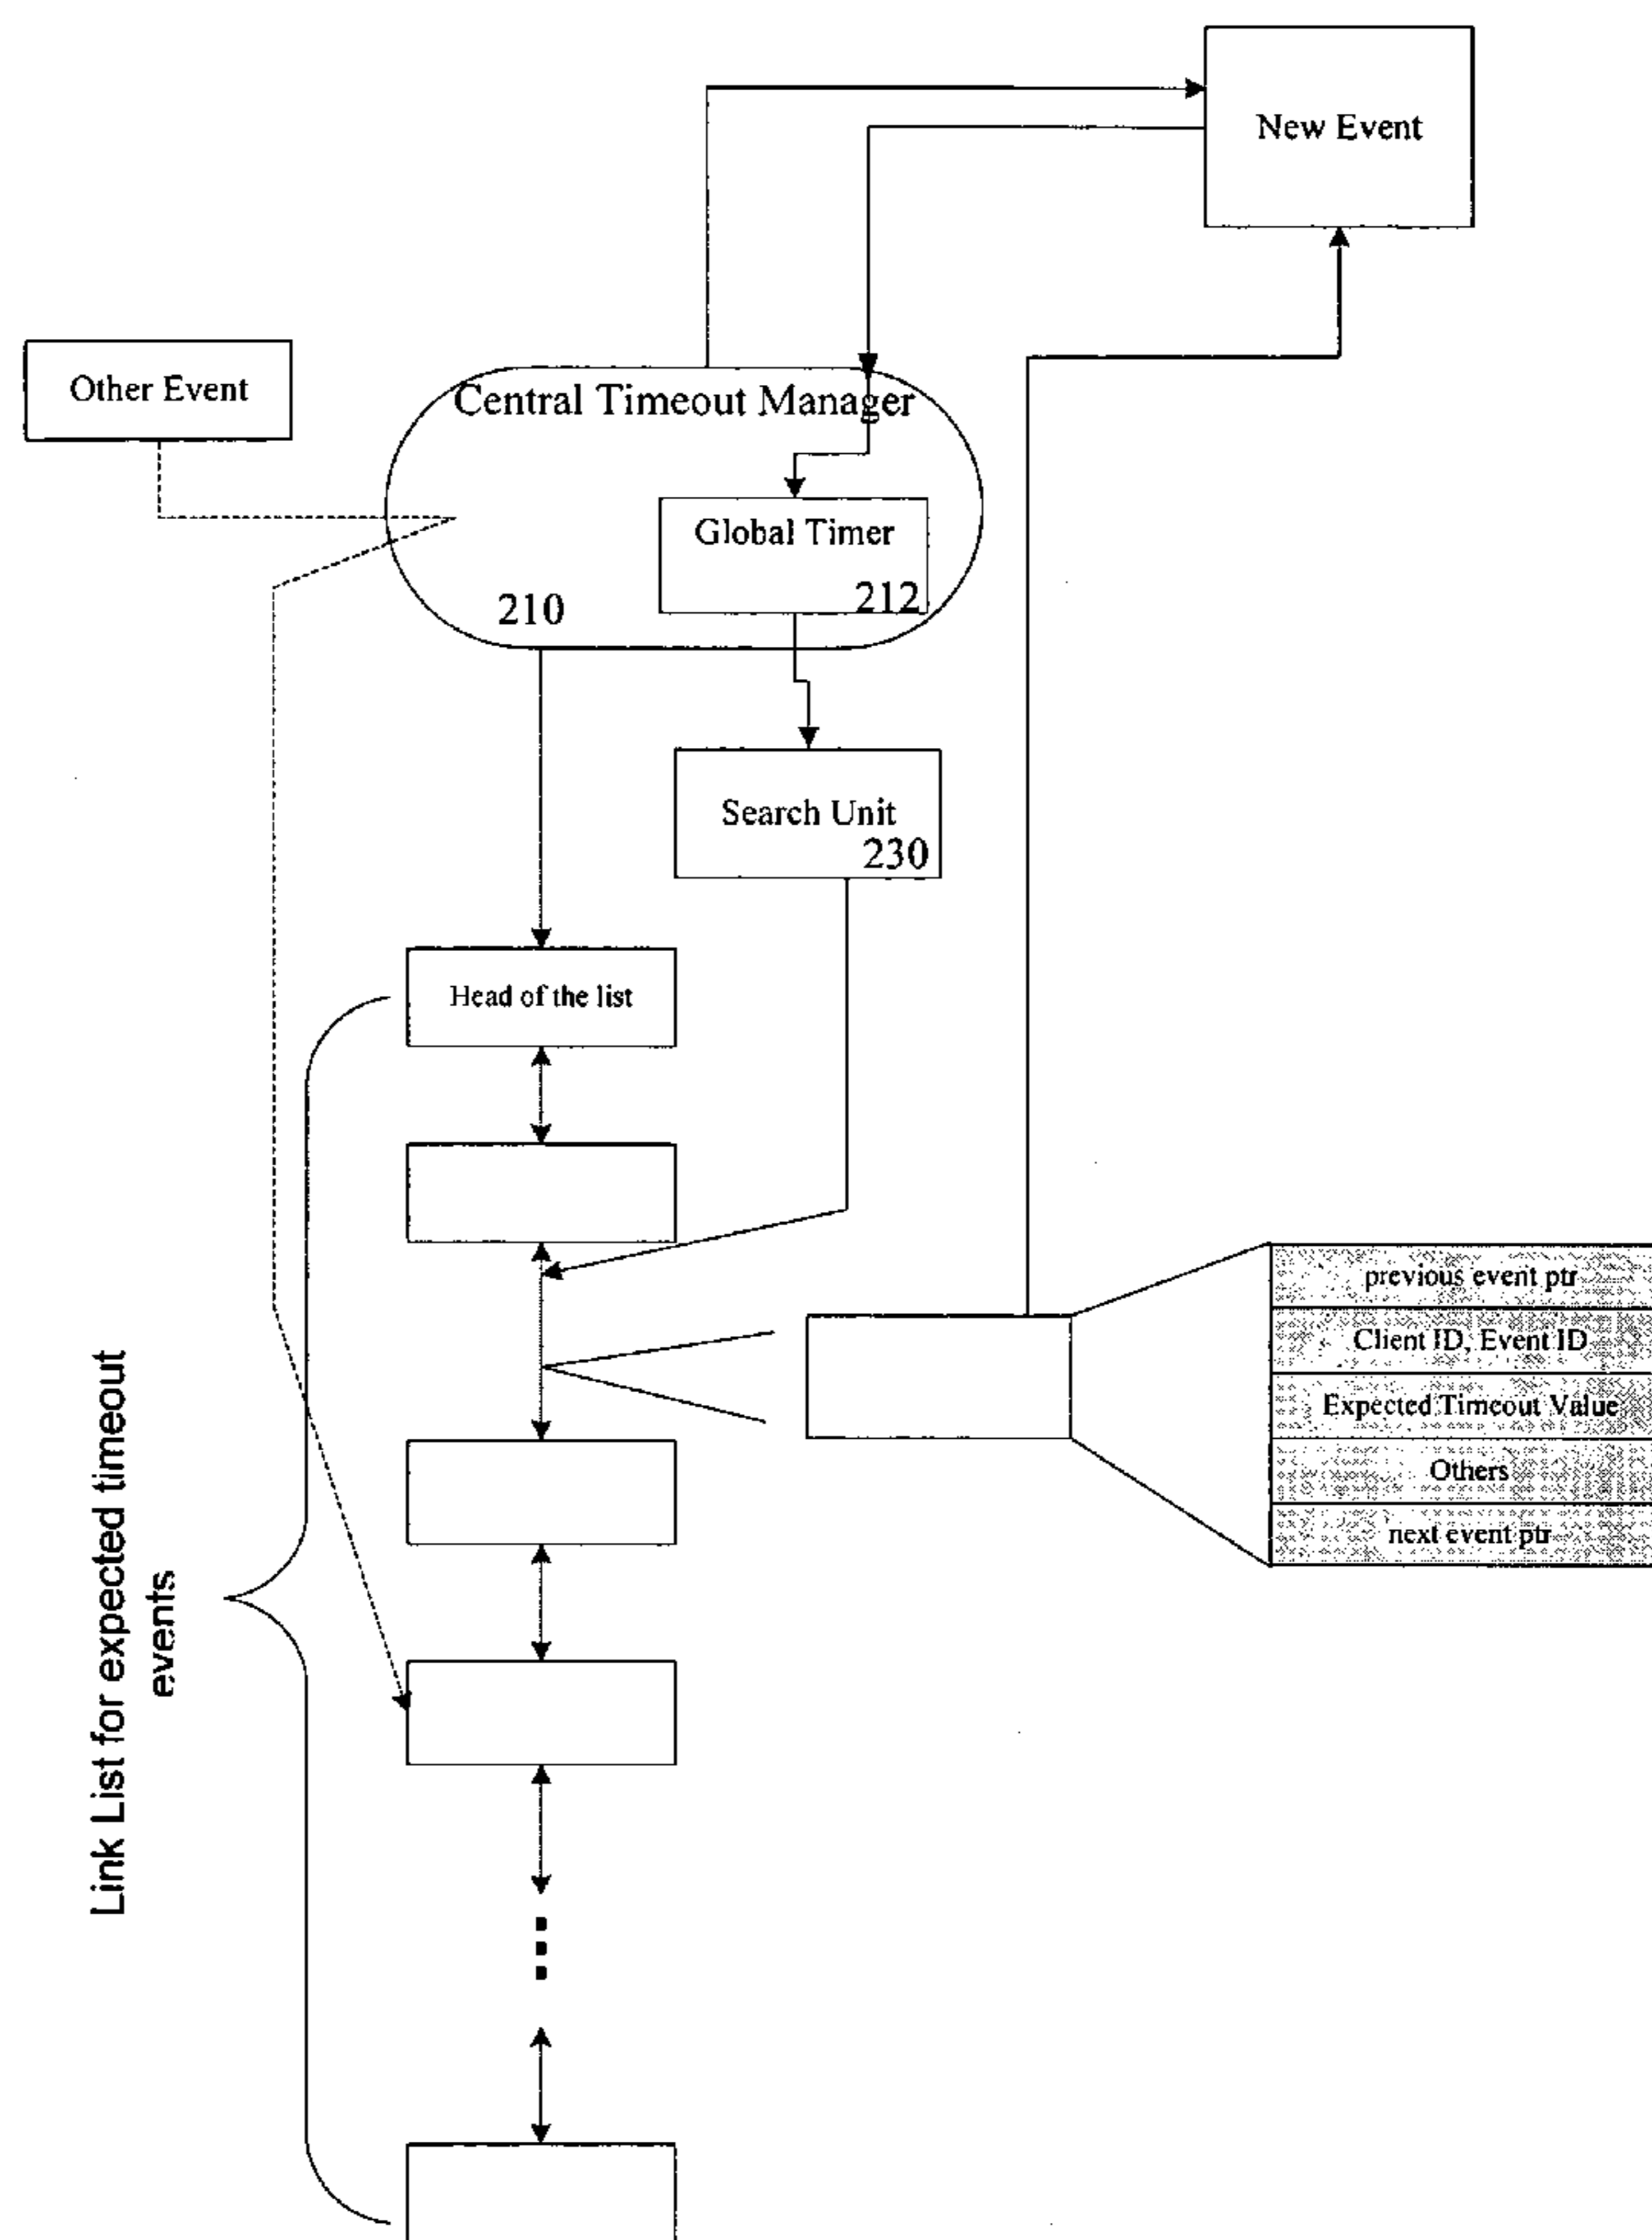 New Event
Other Event
Central Timeout Manager
Global Timer
212
210
Search Unit
230
Head of the list
previous event ptr
Client ID, Event ID
Expected Timeout Value
Others
next event ptr
Link List for expected timeout
events